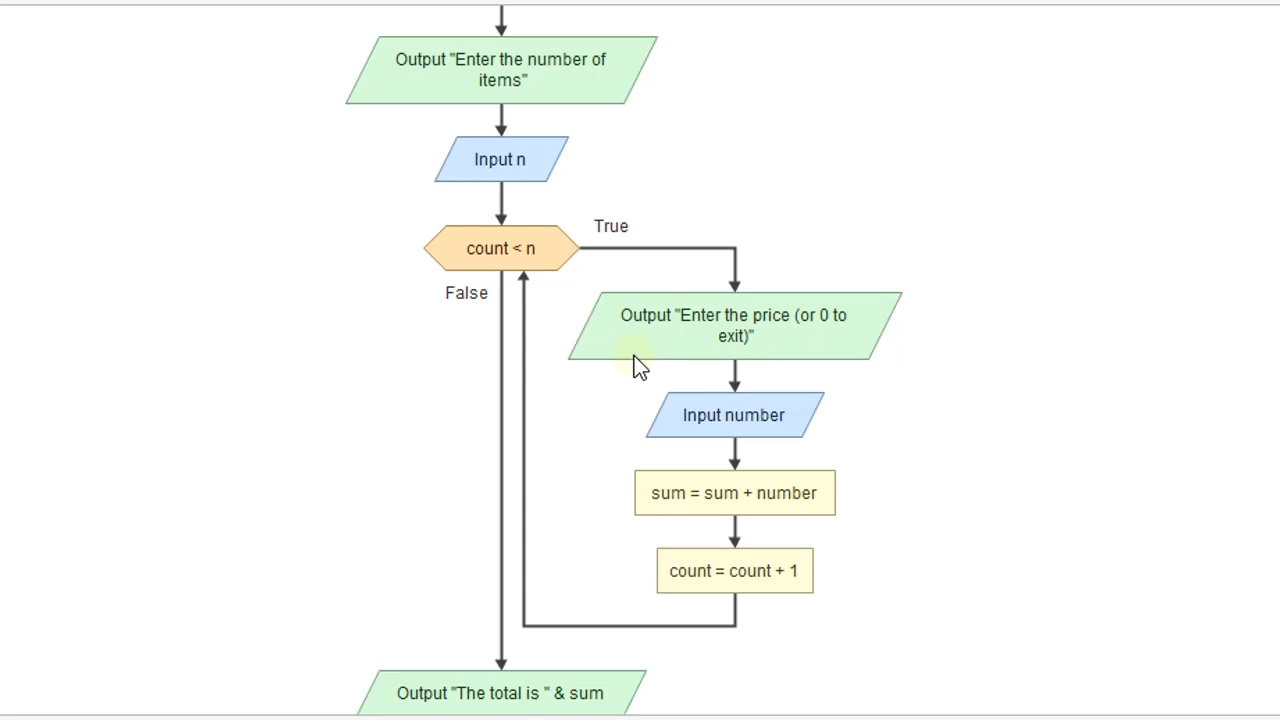 Output "Enter the number of
items"
Input n
count < n
True
False
Output "Enter the price (or 0 to
exit)"
Input number
sum = sum + number
count = count + 1
Output "The total is " & sum